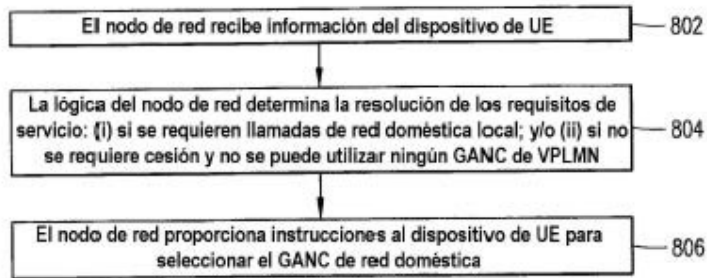 El nodo de red recibe información del dispositivo de UE
802
La lógica del nodo de red determina la resolución de los requisitos de
servicio: (i) si se requieren llamadas de red doméstica local; y/o (ii) si no
se requiere cesión y no se puede utilizar ningún GANC de VPLMN
804
El nodo de red proporciona instrucciones al dispositivo de UE para
seleccionar el GANC de red doméstica
806